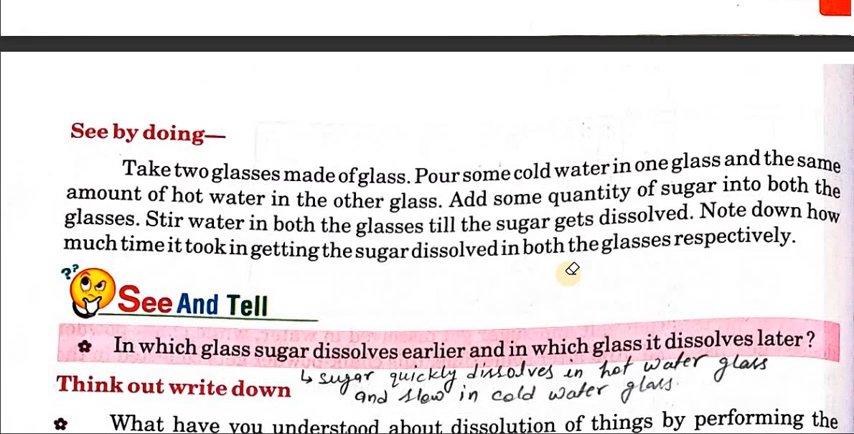 See by doing—
Take two glasses made of glass. Pour some cold water in one glass and the same
amount of hot water in the other glass. Add some quantity of sugar into both the
glasses. Stir water in both the glasses till the sugar gets dissolved. Note down how
much time it took in getting the sugar dissolved in both the glasses respectively.
??
See And Tell
In which glass sugar dissolves earlier and in which glass it dissolves later?
↳ sugar quickly dissolves in hot water glass
and slow in cold water glass.
Think out write down
What have you understood about dissolution of things by performing the